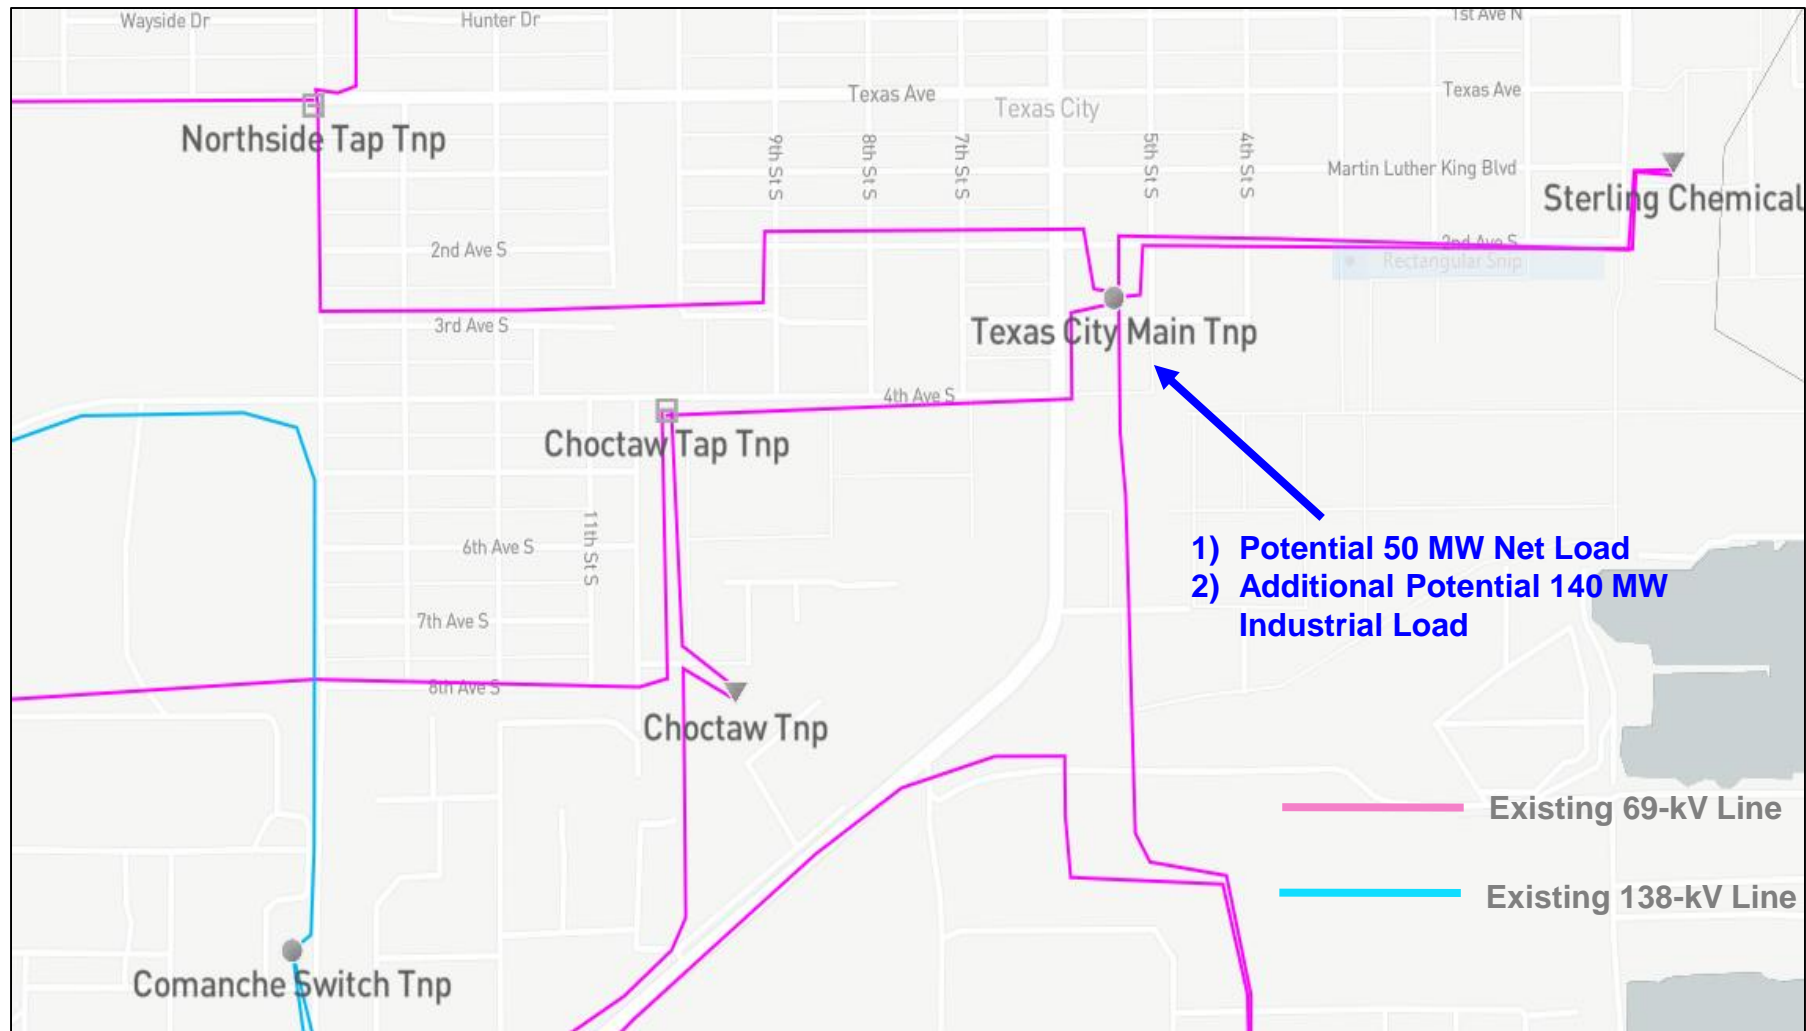 Wayside Dr
Hunter Dr
1st Ave N
Texas Ave
Texas City
Texas Ave
Northside Tap Tnp
9th St S
8th St S
7th St S
5th St S
4th St S
Martin Luther King Blvd
Sterling Chemical
2nd Ave S
2nd Ave S
Rectangular Snip
3rd Ave S
Texas City Main Tnp
4th Ave S
Choctaw Tap Tnp
11th St S
6th Ave S
1) Potential 50 MW Net Load
2) Additional Potential 140 MW
Industrial Load
7th Ave S
8th Ave S
Choctaw Tnp
Existing 69-kV Line
Existing 138-kV Line
Comanche Switch Tnp